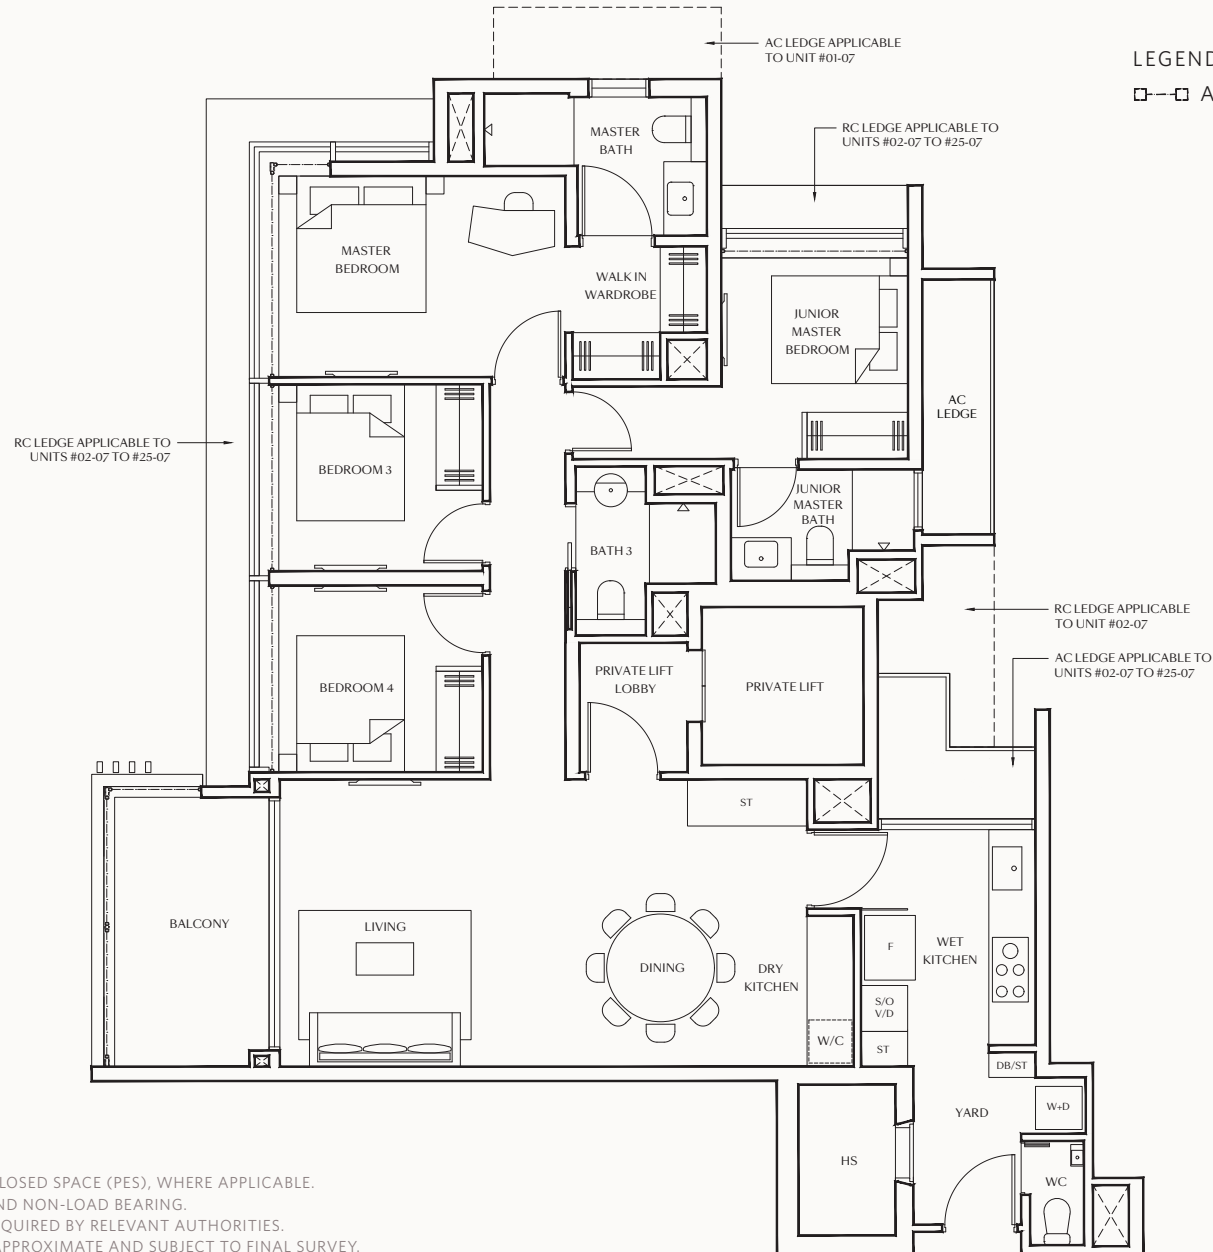 AC LEDGE APPLICABLE
TO UNIT #01-07
LEGEND
A
RC LEDGE APPLICABLE TO
UNITS #02-07 TO #25-07
MASTER
BATH
MASTER
BEDROOM
WALK IN
WARDROBE
JUNIOR
MASTER
BEDROOM
AC
LEDGE
RC LEDGE APPLICABLE TO
UNITS #02-07 TO #25-07
BEDROOM 3
JUNIOR
MASTER
BATH
BATH 3
RC LEDGE APPLICABLE
TO UNIT #02-07
AC LEDGE APPLICABLE TO
UNITS #02-07 TO #25-07
BEDROOM 4
PRIVATE LIFT
LOBBY
PRIVATE LIFT
ST
BALCONY
LIVING
DINING
DRY
KITCHEN
F
WET
KITCHEN
S/O
V/D
W/C
ST
DB/ST
YARD
W+D
HS
WC
LOSED SPACE (PES), WHERE APPLICABLE.
ND NON-LOAD BEARING.
QUIRED BY RELEVANT AUTHORITIES.
APPROXIMATE AND SUBJECT TO FINAL SURVEY.